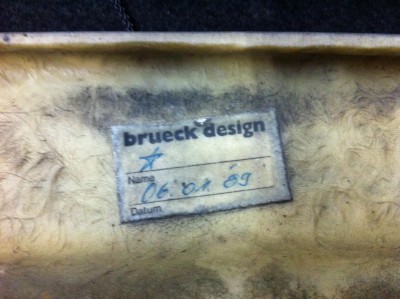 brueck design
Name
06.01.89
Datum